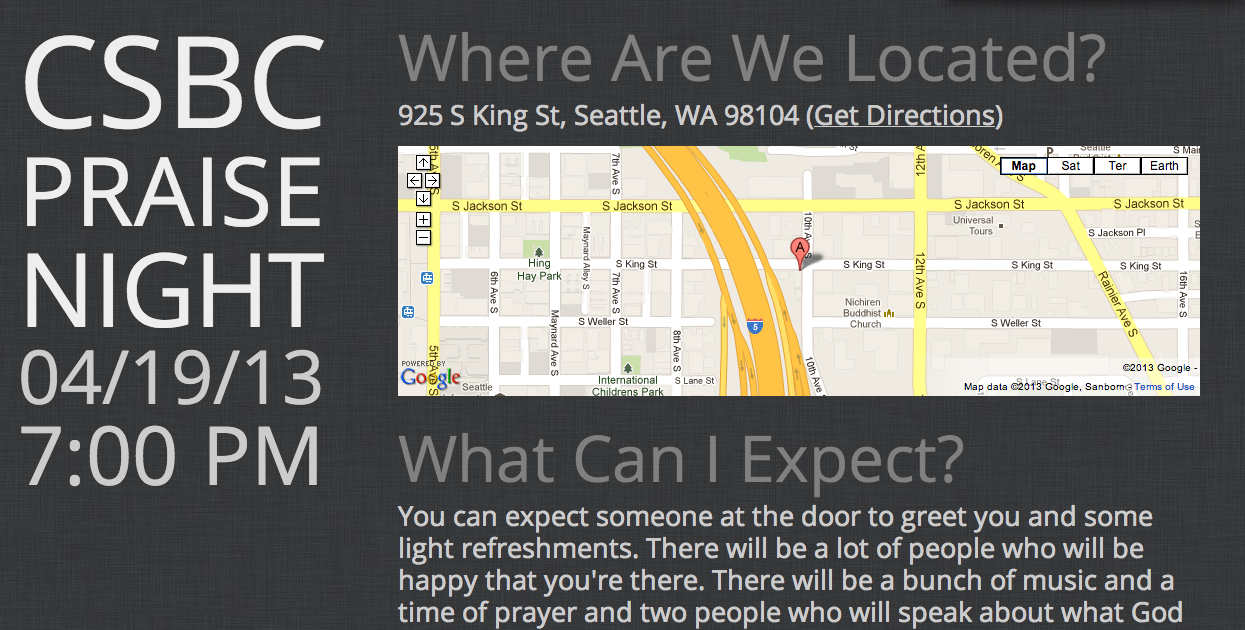 CSBC
PRAISE
NIGHT
04/19/13
7:00 PM
Where Are We Located?
925 S King St, Seattle, WA 98104 (Get Directions)
Map
Sat
Ter
Earth
P
Seattle
S Mai
7th Ave S
12th A
S Jackson St
S Jackson St
S Jackson St
S Jackson St
10th Ave S
Universal
Tours
S Jackson Pl
A
Hing
Hay Park
Maynard Alley S
S King St
S King St
S King St
S King St
6th Ave S
7th Ave S
12th Ave S
16th Ave S
Rainier Ave S
Nichiren
Buddhist
Church
Maynard Ave S
S Weller St
5
S Weller St
8th Ave S
5th Ave S
10th Ave
POWERED BY
Google
Seattle
International
Childrens Park
S Lane St
S Lane St
©2013 Google -
Map data ©2013 Google, Sanborn - Terms of Use
What Can I Expect?
You can expect someone at the door to greet you and some
light refreshments. There will be a lot of people who will be
happy that you're there. There will be a bunch of music and a
time of prayer and two people who will speak about what God